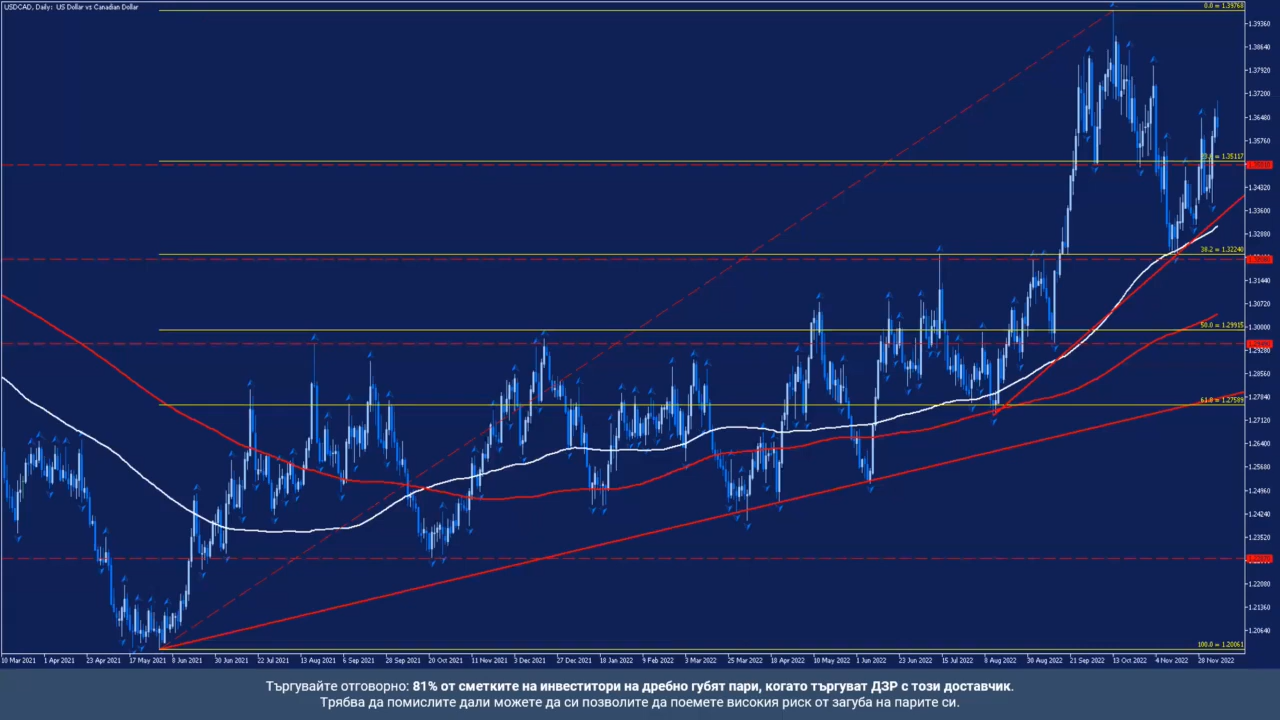 USDCAD, Daily: US Dollar vs Canadian Dollar
0.0 = 1.39768
1.39360
1.38640
1.37920
1.37200
1.36480
1.35760
= 1.35117
1.34320
1.33600
1.32880
38.2 = 1.32240
1.31440
1.30720
50.0 = 1.29915
1.30000
1.29280
1.28560
1.27840
61.8 = 1.27589
1.27120
1.26400
1.25680
1.24960
1.24240
1.23520
1.22080
1.21360
1.20640
100.0 = 1.20061
10 Mar 2021 1 Apr 2021 23 Apr 2021 17 May 2021 8 Jun 2021 30 Jun 2021 22 Jul 2021 13 Aug 2021 6 Sep 2021 28 Sep 2021 20 Oct 2021 11 Nov 2021 3 Dec 2021 27 Dec 2021 18 Jan 2022 9 Feb 2022 3 Mar 2022 25 Mar 2022 18 Apr 2022 10 May 2022 1 Jun 2022 23 Jun 2022 15 Jul 2022 8 Aug 2022 30 Aug 2022 21 Sep 2022 13 Oct 2022 4 Nov 2022 28 Nov 2022
Търгувайте отговорно: 81% от сметките на инвеститори на дребно губят пари, когато търгуват ДЗР с този доставчик.
Трябва да помислите дали можете да си позволите да поемете високия риск от загуба на парите си.